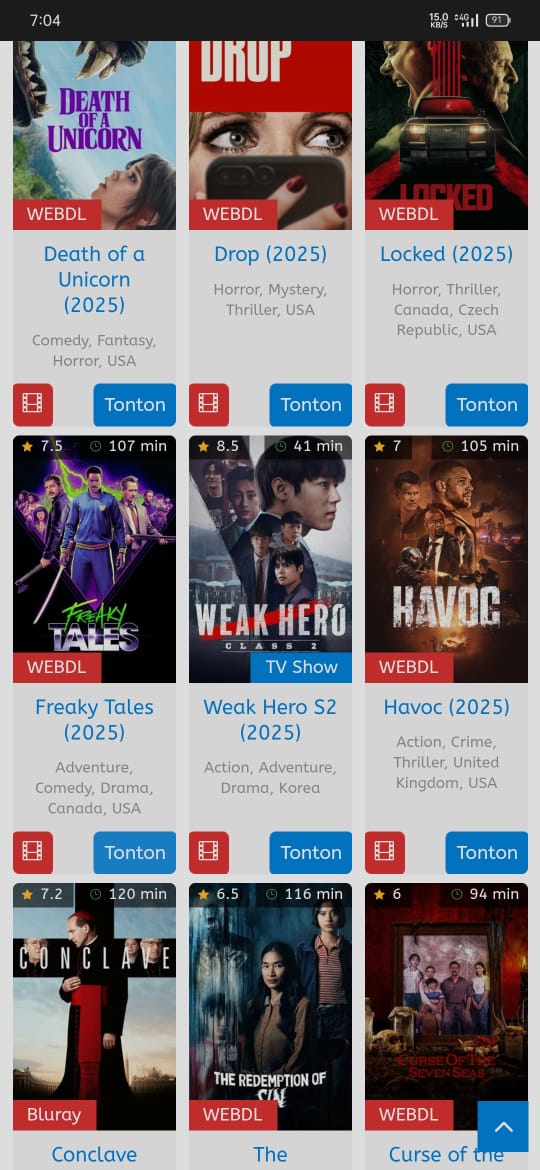 7:04
15.0 KB/S
4G
91
DEATH
OF A
UNICORN
WEBDL
DROP
WEBDL
LOCKED
WEBDL
Death of a
Unicorn
(2025)
Comedy, Fantasy,
Horror, USA
Tonton
Drop (2025)
Horror, Mystery,
Thriller, USA
Tonton
Locked (2025)
Horror, Thriller,
Canada, Czech
Republic, USA
Tonton
7.5
107 min
FREAKY
TALES
WEBDL
8.5
41 min
WEAK HERO
CLASS 2
TV Show
7
105 min
HAVOC
WEBDL
Freaky Tales
(2025)
Adventure,
Comedy, Drama,
Canada, USA
Tonton
Weak Hero S2
(2025)
Action, Adventure,
Drama, Korea
Tonton
Havoc (2025)
Action, Crime,
Thriller, United
Kingdom, USA
Tonton
7.2
120 min
CONCLAVE
Bluray
6.5
116 min
THE REDEMPTION OF
SIN
WEBDL
6
94 min
CURSE OF THE
SEVEN SEAS
WEBDL
Conclave
The
Curse of the